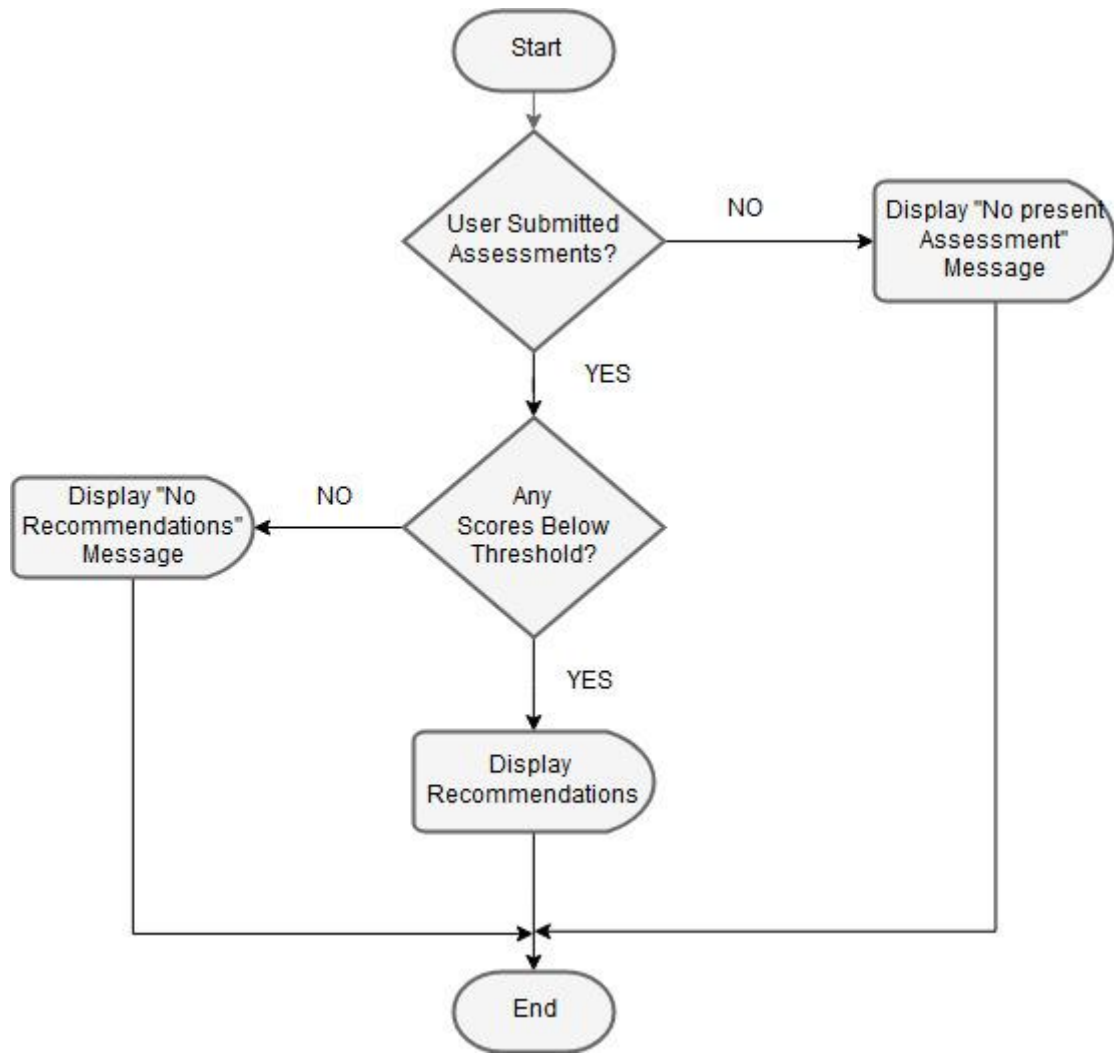 Start
User Submitted
Assessments?
NO
Display "No present
Assessment"
Message
YES
Any
Scores Below
Threshold?
NO
Display "No
Recommendations"
Message
YES
Display
Recommendations
End